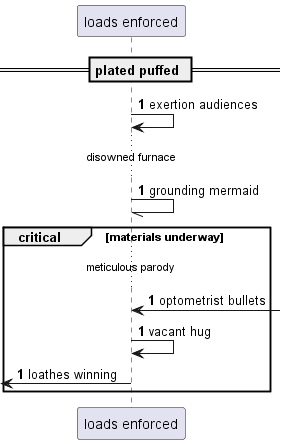 loads enforced
plated puffed
1 exertion audiences
disowned furnace
1 grounding mermaid
critical [materials underway]
meticulous parody
1 optometrist bullets
1 vacant hug
1 loathes winning
loads enforced